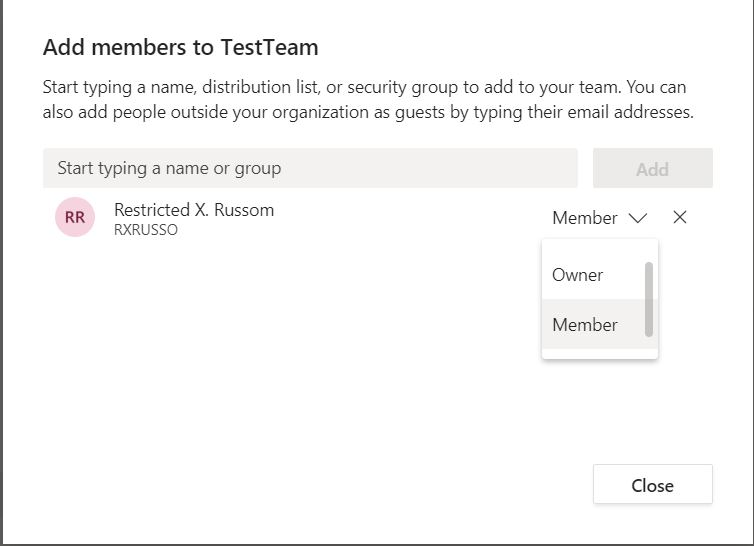 Add members to TestTeam
Start typing a name, distribution list, or security group to add to your team. You can
also add people outside your organization as guests by typing their email addresses.
Start typing a name or group
Add
RR
Restricted X. Russom
RXRUSSO
Member
Owner
Member
Close